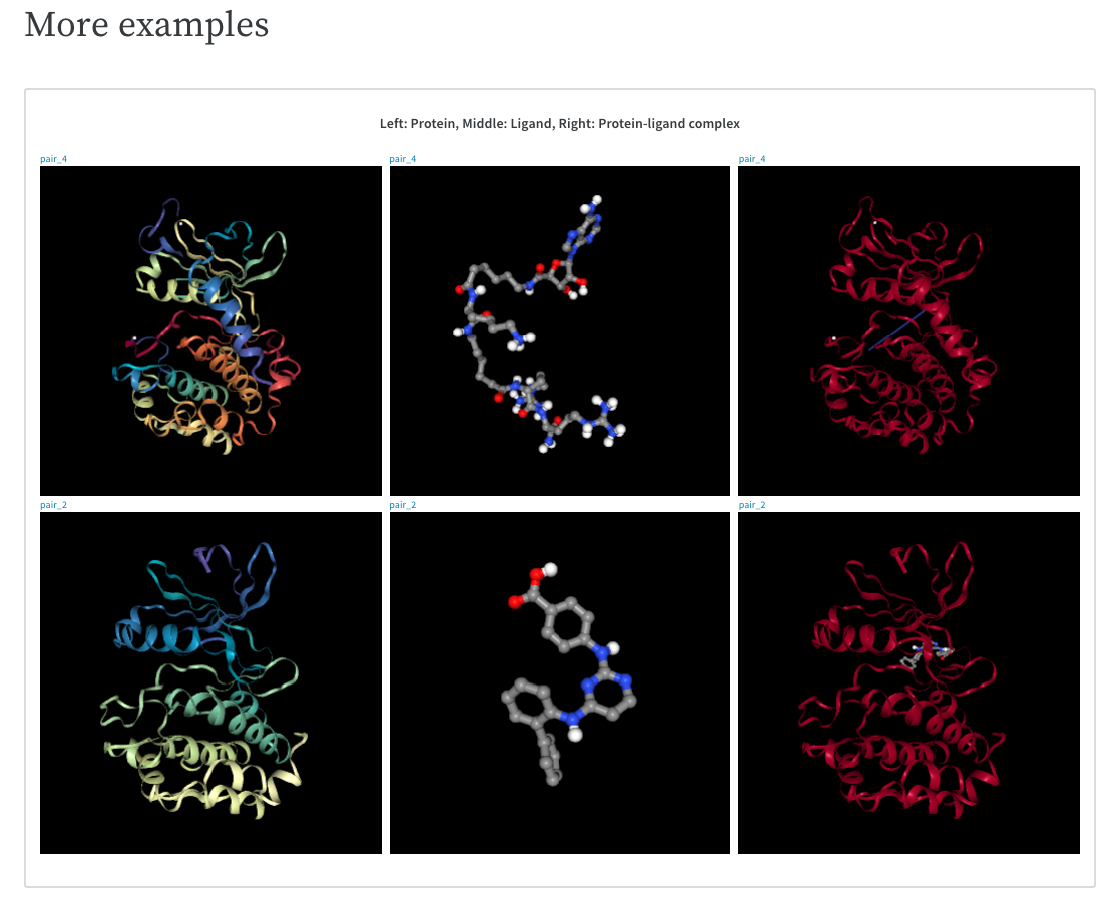 More examples
Left: Protein, Middle: Ligand, Right: Protein-ligand complex
pair_4
pair_4
pair_4
pair_2
pair_2
pair_2